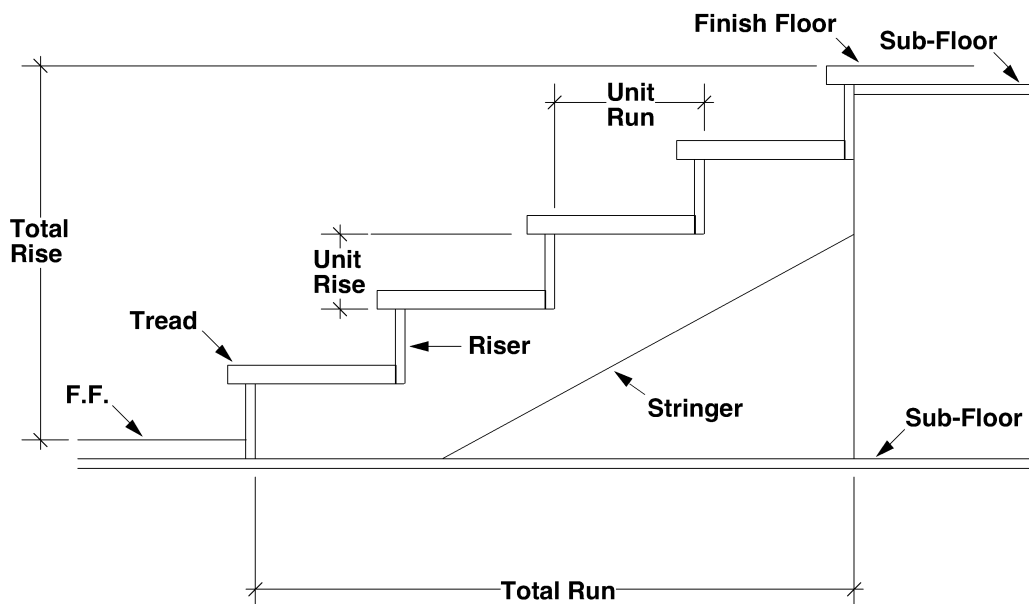 Finish Floor
Sub-Floor
Unit
Run
Total
Rise
Unit
Rise
Tread
Riser
F.F.
Stringer
Sub-Floor
Total Run